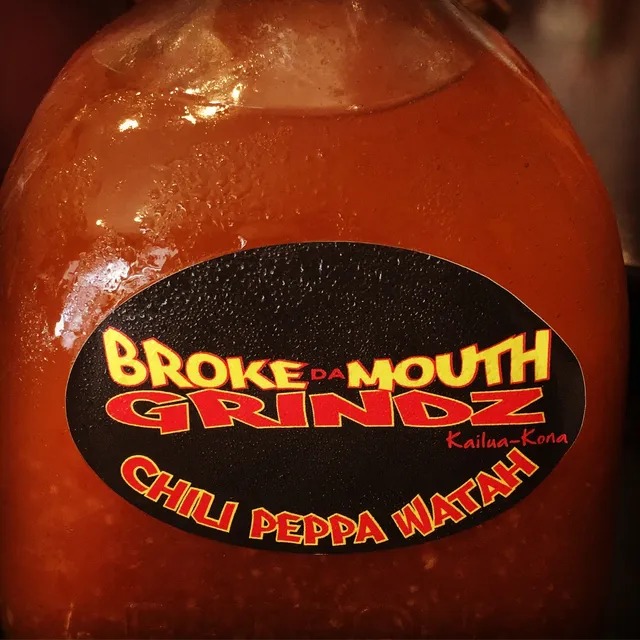 BROKE DA MOUTH
GRINDZ
Kailua-Kona
CHILI PEPPA WATAH